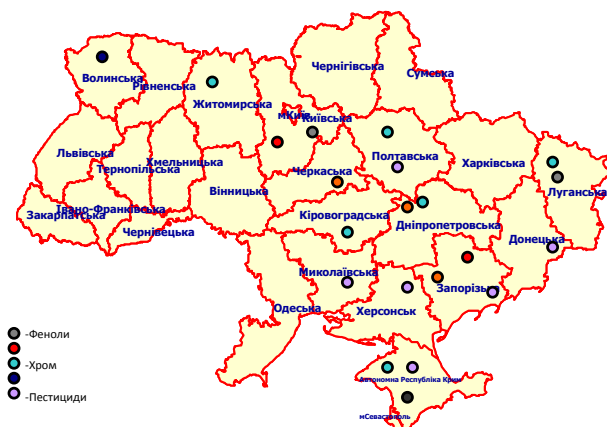 Чернігівська
Сумська
Волинська
Рівненська
Житомирська
мКиїв
Київська
Львівська
Тернопільська
Хмельницька
Полтавська
Харківська
Черкаська
Вінницька
Луганська
Івано-Франківська
Закарпатська
Кіровоградська
Дніпропетровська
Чернівецька
Донецька
Миколаївська
Запорізька
Одеська
Херсонськ
-Феноли
-Хром
-Пестициди
Автономна Республіка Крим
мСевастополь